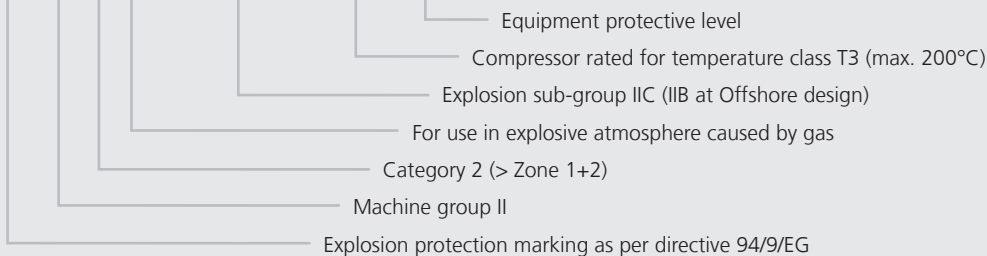 Equipment protective level
Compressor rated for temperature class T3 (max. 200°C)
Explosion sub-group IIC (IIB at Offshore design)
For use in explosive atmosphere caused by gas
Category 2 (> Zone 1+2)
Machine group II
Explosion protection marking as per directive 94/9/EG